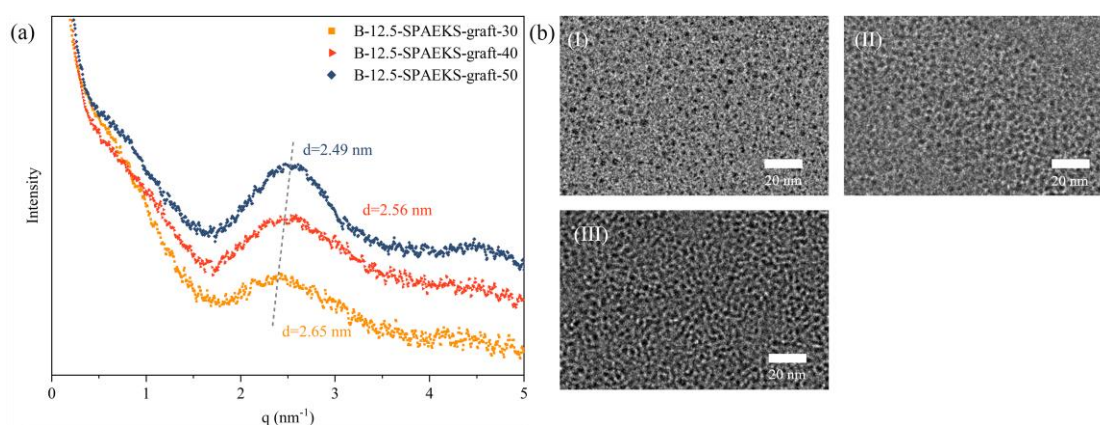 (a)
B-12.5-SPAEKS-graft-30
B-12.5-SPAEKS-graft-40
B-12.5-SPAEKS-graft-50
d=2.49 nm
d=2.56 nm
d=2.65 nm
Intensity
0 1 2 3 4 5
q (nm⁻¹)
(b)
(I)
20 nm
(II)
20 nm
(III)
20 nm